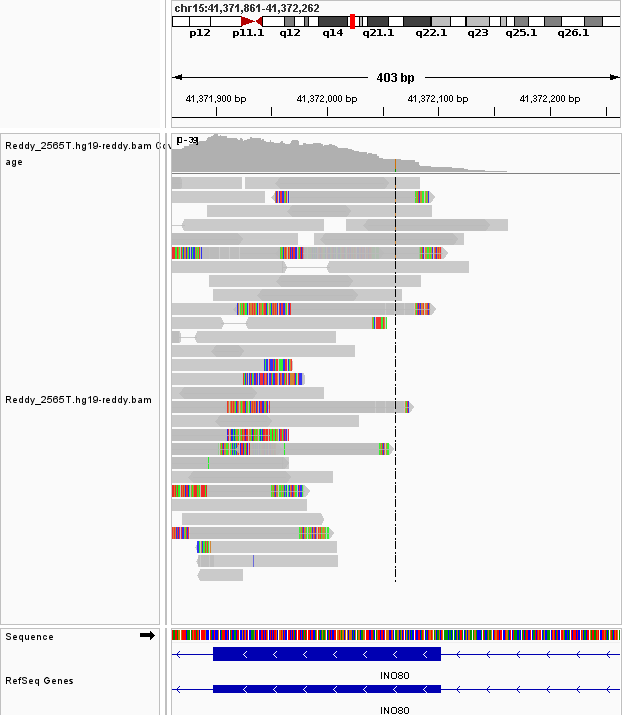 chr15:41,371,861-41,372,262
p12 p11.1 q12 q14 q21.1 q22.1 q23 q25.1 q26.1
403 bp
41,371,900 bp 41,372,000 bp 41,372,100 bp 41,372,200 bp
Reddy_2565T.hg19-reddy.bam Cov
age
[0-39]
Reddy_2565T.hg19-reddy.bam
Sequence
RefSeq Genes
INO80
INO80